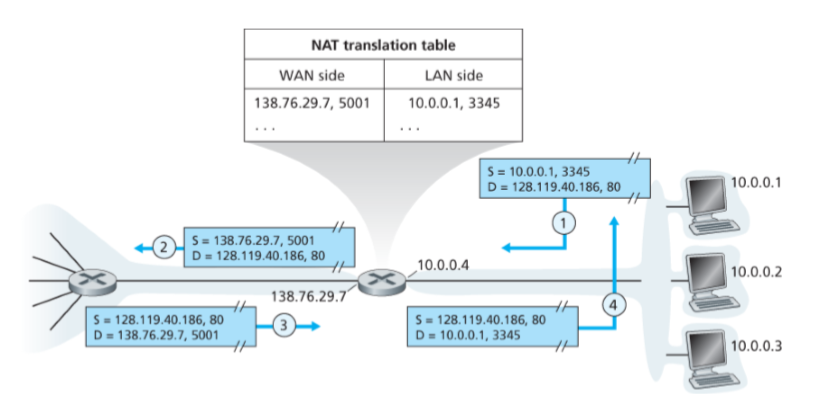 NAT translation table
WAN side LAN side
138.76.29.7, 5001 10.0.0.1, 3345
. . . . . .
S = 10.0.0.1, 3345
D = 128.119.40.186, 80
10.0.0.1
1
2
S = 138.76.29.7, 5001
D = 128.119.40.186, 80
10.0.0.4
10.0.0.2
138.76.29.7
S = 128.119.40.186, 80
D = 138.76.29.7, 5001
3
S = 128.119.40.186, 80
D = 10.0.0.1, 3345
4
10.0.0.3